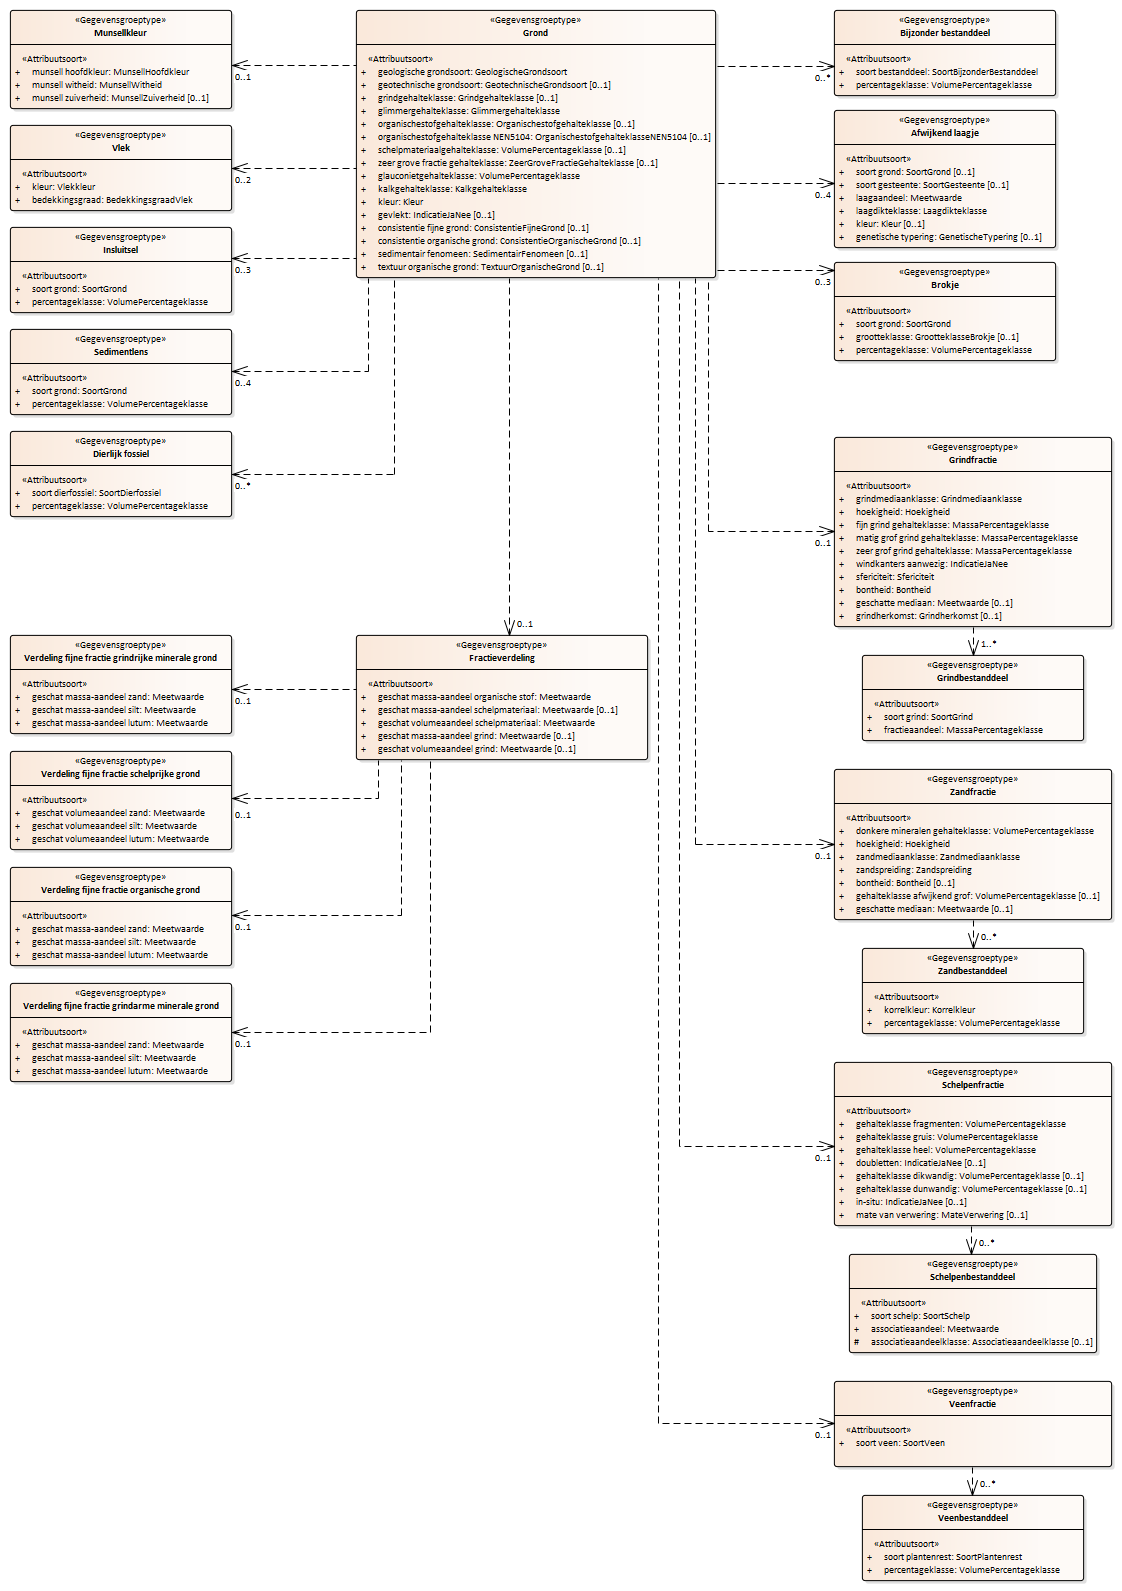 «Gegevensgroeptype»
Munsellkleur
«Attribuutsoort»
+ munsell hoofdkleur: MunsellHoofdkleur
+ munsell witheid: MunsellWitheid
+ munsell zuiverheid: MunsellZuiverheid [0..1]
0..1
«Gegevensgroeptype»
Vlek
«Attribuutsoort»
+ kleur: Vlekkleur
+ bedekkingsgraad: BedekkingsgraadVlek
0..2
«Gegevensgroeptype»
Insluitsel
«Attribuutsoort»
+ soort grond: SoortGrond
+ percentageklasse: VolumePercentageklasse
0..3
«Gegevensgroeptype»
Sedimentlens
«Attribuutsoort»
+ soort grond: SoortGrond
+ percentageklasse: VolumePercentageklasse
0..4
«Gegevensgroeptype»
Dierlijk fossiel
«Attribuutsoort»
+ soort dierfossiel: SoortDierfossiel
+ percentageklasse: VolumePercentageklasse
0..*
«Gegevensgroeptype»
Grond
«Attribuutsoort»
+ geologische grondsoort: GeologischeGrondsoort
+ geotechnische grondsoort: GeotechnischeGrondsoort [0..1]
+ grindgehalteklasse: Grindgehalteklasse [0..1]
+ glimmergehalteklasse: Glimmergehalteklasse
+ organischestofgehalteklasse: Organischestofgehalteklasse [0..1]
+ organischestofgehalteklasse NEN5104: OrganischestofgehalteklasseNEN5104 [0..1]
+ schelpmateriaalgehalteklasse: VolumePercentageklasse [0..1]
+ zeer grove fractie gehalteklasse: ZeerGroveFractieGehalteklasse [0..1]
+ glauconietgehalteklasse: VolumePercentageklasse
+ kalkgehalteklasse: Kalkgehalteklasse
+ kleur: Kleur
+ gevlekt: IndicatieJaNee [0..1]
+ consistentie fijne grond: ConsistentieFijneGrond [0..1]
+ consistentie organische grond: ConsistentieOrganischeGrond [0..1]
+ sedimentair fenomeen: SedimentairFenomeen [0..1]
+ textuur organische grond: TextuurOrganischeGrond [0..1]
«Gegevensgroeptype»
Bijzonder bestanddeel
«Attribuutsoort»
+ soort bestanddeel: SoortBijzonderBestanddeel
+ percentageklasse: VolumePercentageklasse
0..*
«Gegevensgroeptype»
Afwijkend laagje
«Attribuutsoort»
+ soort grond: SoortGrond [0..1]
+ soort gesteente: SoortGesteente [0..1]
+ laagaandeel: Meetwaarde
+ laagdikteklasse: Laagdikteklasse
+ kleur: Kleur [0..1]
+ genetische typering: GenetischeTypering [0..1]
0..4
«Gegevensgroeptype»
Brokje
«Attribuutsoort»
+ soort grond: SoortGrond
+ grootteklasse: GrootteklasseBrokje [0..1]
+ percentageklasse: VolumePercentageklasse
0..3
«Gegevensgroeptype»
Grindfractie
«Attribuutsoort»
+ grindmediaanklasse: Grindmediaanklasse
+ hoekigheid: Hoekigheid
+ fijn grind gehalteklasse: MassaPercentageklasse
+ matig grof grind gehalteklasse: MassaPercentageklasse
+ zeer grof grind gehalteklasse: MassaPercentageklasse
+ windkanters aanwezig: IndicatieJaNee
+ sfericiteit: Sfericiteit
+ bontheid: Bontheid
+ geschatte mediaan: Meetwaarde [0..1]
+ grindherkomst: Grindherkomst [0..1]
0..1
1..*
«Gegevensgroeptype»
Grindbestanddeel
«Attribuutsoort»
+ soort grind: SoortGrind
+ fractieaandeel: MassaPercentageklasse
0..1
«Gegevensgroeptype»
Fractieverdeling
«Attribuutsoort»
+ geschat massa-aandeel organische stof: Meetwaarde
+ geschat massa-aandeel schelpmateriaal: Meetwaarde [0..1]
+ geschat volumeaandeel schelpmateriaal: Meetwaarde
+ geschat massa-aandeel grind: Meetwaarde [0..1]
+ geschat volumeaandeel grind: Meetwaarde [0..1]
«Gegevensgroeptype»
Verdeling fijne fractie grindrijke minerale grond
«Attribuutsoort»
+ geschat massa-aandeel zand: Meetwaarde
+ geschat massa-aandeel silt: Meetwaarde
+ geschat massa-aandeel lutum: Meetwaarde
0..1
«Gegevensgroeptype»
Verdeling fijne fractie schelprijke grond
«Attribuutsoort»
+ geschat volumeaandeel zand: Meetwaarde
+ geschat volumeaandeel silt: Meetwaarde
+ geschat volumeaandeel lutum: Meetwaarde
0..1
«Gegevensgroeptype»
Verdeling fijne fractie organische grond
«Attribuutsoort»
+ geschat massa-aandeel zand: Meetwaarde
+ geschat massa-aandeel silt: Meetwaarde
+ geschat massa-aandeel lutum: Meetwaarde
0..1
«Gegevensgroeptype»
Verdeling fijne fractie grindarme minerale grond
«Attribuutsoort»
+ geschat massa-aandeel zand: Meetwaarde
+ geschat massa-aandeel silt: Meetwaarde
+ geschat massa-aandeel lutum: Meetwaarde
0..1
«Gegevensgroeptype»
Zandfractie
«Attribuutsoort»
+ donkere mineralen gehalteklasse: VolumePercentageklasse
+ hoekigheid: Hoekigheid
+ zandmediaanklasse: Zandmediaanklasse
+ zandspreiding: Zandspreiding
+ bontheid: Bontheid [0..1]
+ gehalteklasse afwijkend grof: VolumePercentageklasse [0..1]
+ geschatte mediaan: Meetwaarde [0..1]
0..1
0..*
«Gegevensgroeptype»
Zandbestanddeel
«Attribuutsoort»
+ korrelkleur: Korrelkleur
+ percentageklasse: VolumePercentageklasse
«Gegevensgroeptype»
Schelpenfractie
«Attribuutsoort»
+ gehalteklasse fragmenten: VolumePercentageklasse
+ gehalteklasse gruis: VolumePercentageklasse
+ gehalteklasse heel: VolumePercentageklasse
+ doubletten: IndicatieJaNee [0..1]
+ gehalteklasse dikwandig: VolumePercentageklasse [0..1]
+ gehalteklasse dunwandig: VolumePercentageklasse [0..1]
+ in-situ: IndicatieJaNee [0..1]
+ mate van verwering: MateVerwering [0..1]
0..1
0..*
«Gegevensgroeptype»
Schelpenbestanddeel
«Attribuutsoort»
+ soort schelp: SoortSchelp
+ associatieaandeel: Meetwaarde
# associatieaandeelklasse: Associatieaandeelklasse [0..1]
«Gegevensgroeptype»
Veenfractie
«Attribuutsoort»
+ soort veen: SoortVeen
0..1
0..*
«Gegevensgroeptype»
Veenbestanddeel
«Attribuutsoort»
+ soort plantenrest: SoortPlantenrest
+ percentageklasse: VolumePercentageklasse